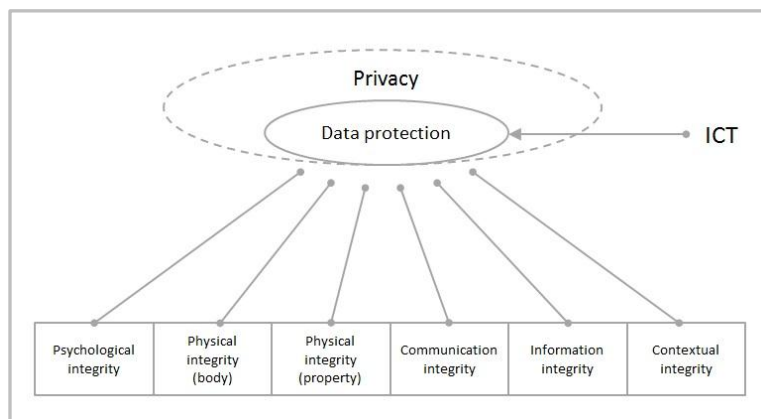 Privacy
Data protection
ICT
Psychological
integrity
Physical
integrity
(body)
Physical
integrity
(property)
Communication
integrity
Information
integrity
Contextual
integrity